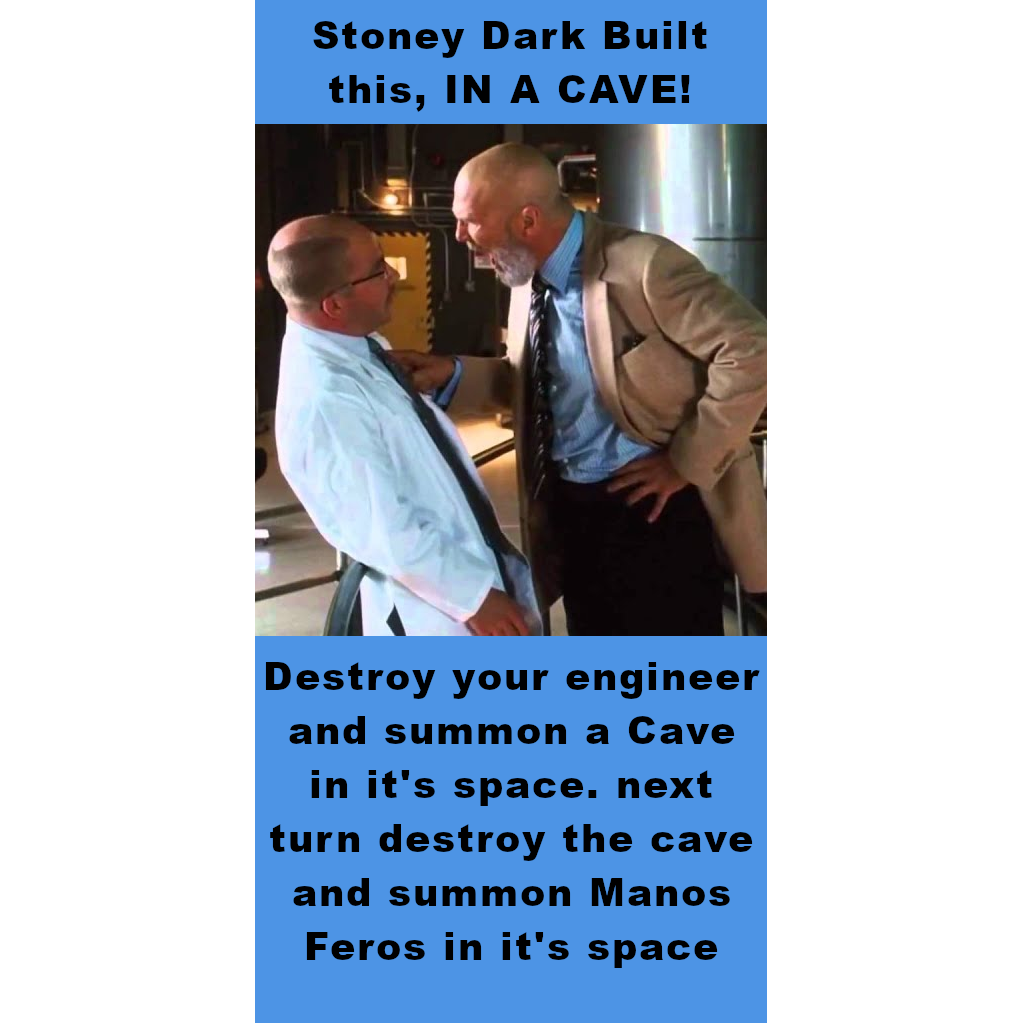 Stoney Dark Built
this, IN A CAVE!
Destroy your engineer
and summon a Cave
in it's space. next
turn destroy the cave
and summon Manos
Feros in it's space